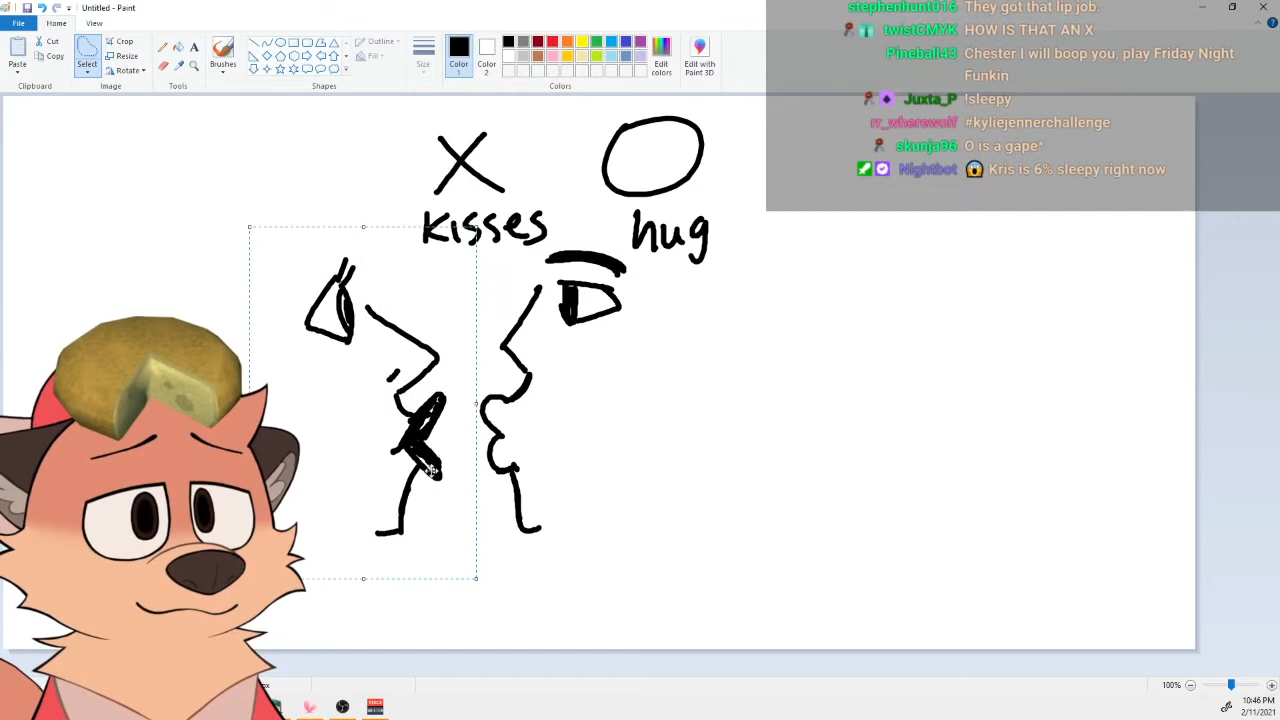 Untitled - Paint
File Home View
Paste
Select
Crop
Resize
Rotate
Brushes
Outline
Fill
Size
Color 1
Color 2
Edit colors
Edit with Paint 3D
Clipboard Image Tools Shapes Colors
stephenhunt016 They got that lip job.
twistCMYK HOW IS THAT AN X
Pineball43 Chester I will boop you, play Friday Night
Funkin
Juxta_P !sleepy
rr_wherewolf #kyliejennerchallenge
skunja96 O is a gape*
Nightbot Kris is 6% sleepy right now
X O
kisses hug
100%
10:46 PM
2/11/2021